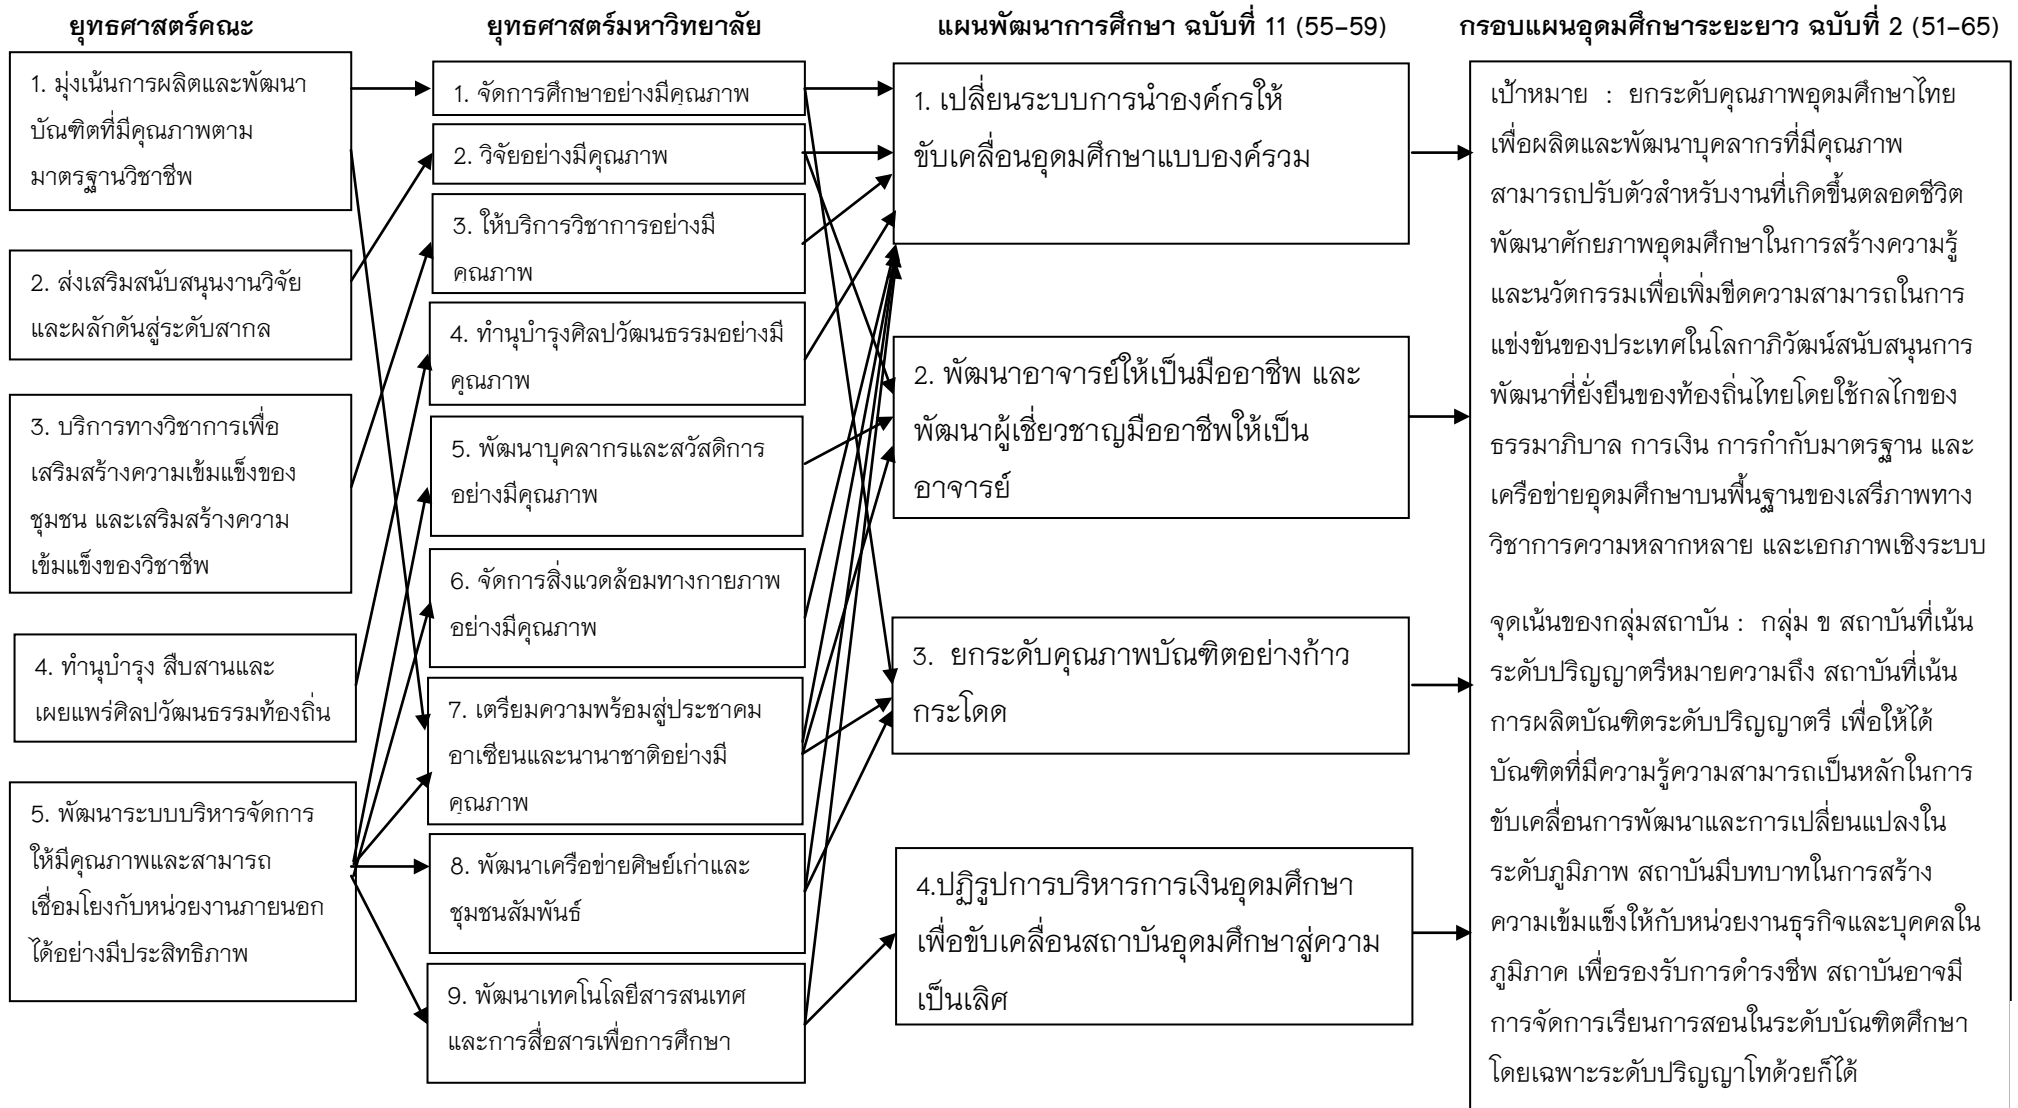 ยุทธศาสตร์คณะ
1. มุ่งเน้นการผลิตและพัฒนา
บัณฑิตที่มีคุณภาพตาม
มาตรฐานวิชาชีพ
2. ส่งเสริมสนับสนุนงานวิจัย
และผลักดันสู่ระดับสากล
3. บริการทางวิชาการเพื่อ
เสริมสร้างความเข้มแข็งของ
ชุมชน และเสริมสร้างความ
เข้มแข็งของวิชาชีพ
4. ทำนุบำรุง สืบสานและ
เผยแพร่ศิลปวัฒนธรรมท้องถิ่น
5. พัฒนาระบบบริหารจัดการ
ให้มีคุณภาพและสามารถ
เชื่อมโยงกับหน่วยงานภายนอก
ได้อย่างมีประสิทธิภาพ
ยุทธศาสตร์มหาวิทยาลัย
1. จัดการศึกษาอย่างมีคุณภาพ
2. วิจัยอย่างมีคุณภาพ
3. ให้บริการวิชาการอย่างมี
คุณภาพ
4. ทำนุบำรุงศิลปวัฒนธรรมอย่างมี
คุณภาพ
5. พัฒนาบุคลากรและสวัสดิการ
อย่างมีคุณภาพ
6. จัดการสิ่งแวดล้อมทางกายภาพ
อย่างมีคุณภาพ
7. เตรียมความพร้อมสู่ประชาคม
อาเซียนและนานาชาติอย่างมี
คุณภาพ
8. พัฒนาเครือข่ายศิษย์เก่าและ
ชุมชนสัมพันธ์
9. พัฒนาเทคโนโลยีสารสนเทศ
และการสื่อสารเพื่อการศึกษา
แผนพัฒนาการศึกษา ฉบับที่ 11 (55-59)
1. เปลี่ยนระบบการนำองค์กรให้
ขับเคลื่อนอุดมศึกษาแบบองค์รวม
2. พัฒนาอาจารย์ให้เป็นมืออาชีพ และ
พัฒนาผู้เชี่ยวชาญมืออาชีพให้เป็น
อาจารย์
3. ยกระดับคุณภาพบัณฑิตอย่างก้าว
กระโดด
4.ปฏิรูปการบริหารการเงินอุดมศึกษา
เพื่อขับเคลื่อนสถาบันอุดมศึกษาสู่ความ
เป็นเลิศ
กรอบแผนอุดมศึกษาระยะยาว ฉบับที่ 2 (51-65)
เป้าหมาย : ยกระดับคุณภาพอุดมศึกษาไทย
เพื่อผลิตและพัฒนาบุคลากรที่มีคุณภาพ
สามารถปรับตัวสำหรับงานที่เกิดขึ้นตลอดชีวิต
พัฒนาศักยภาพอุดมศึกษาในการสร้างความรู้
และนวัตกรรมเพื่อเพิ่มขีดความสามารถในการ
แข่งขันของประเทศในโลกาภิวัฒน์สนับสนุนการ
พัฒนาที่ยั่งยืนของท้องถิ่นไทยโดยใช้กลไกของ
ธรรมาภิบาล การเงิน การกำกับมาตรฐาน และ
เครือข่ายอุดมศึกษาบนพื้นฐานของเสรีภาพทาง
วิชาการความหลากหลาย และเอกภาพเชิงระบบ
จุดเน้นของกลุ่มสถาบัน : กลุ่ม ข สถาบันที่เน้น
ระดับปริญญาตรีหมายความถึง สถาบันที่เน้น
การผลิตบัณฑิตระดับปริญญาตรี เพื่อให้ได้
บัณฑิตที่มีความรู้ความสามารถเป็นหลักในการ
ขับเคลื่อนการพัฒนาและการเปลี่ยนแปลงใน
ระดับภูมิภาพ สถาบันมีบทบาทในการสร้าง
ความเข้มแข็งให้กับหน่วยงานธุรกิจและบุคคลใน
ภูมิภาค เพื่อรองรับการดำรงชีพ สถาบันอาจมี
การจัดการเรียนการสอนในระดับบัณฑิตศึกษา
โดยเฉพาะระดับปริญญาโทด้วยก็ได้